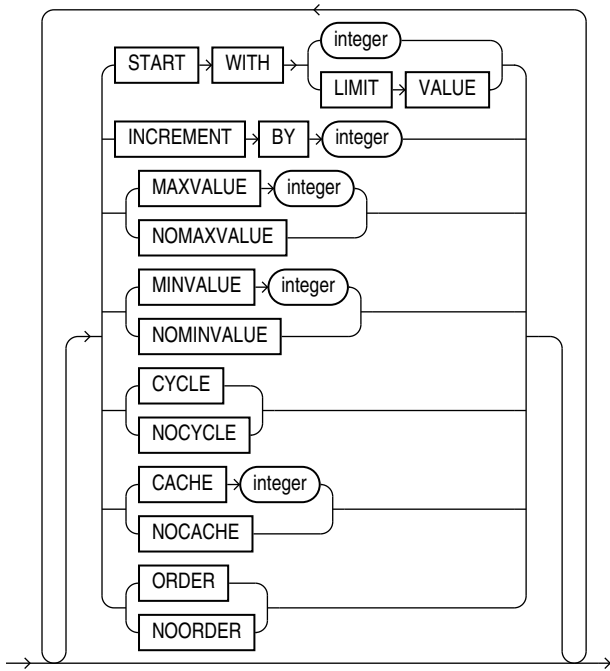 integer
START WITH
LIMIT VALUE
INCREMENT BY integer
MAXVALUE integer
NOMAXVALUE
MINVALUE integer
NOMINVALUE
CYCLE
NOCYCLE
CACHE integer
NOCACHE
ORDER
NOORDER